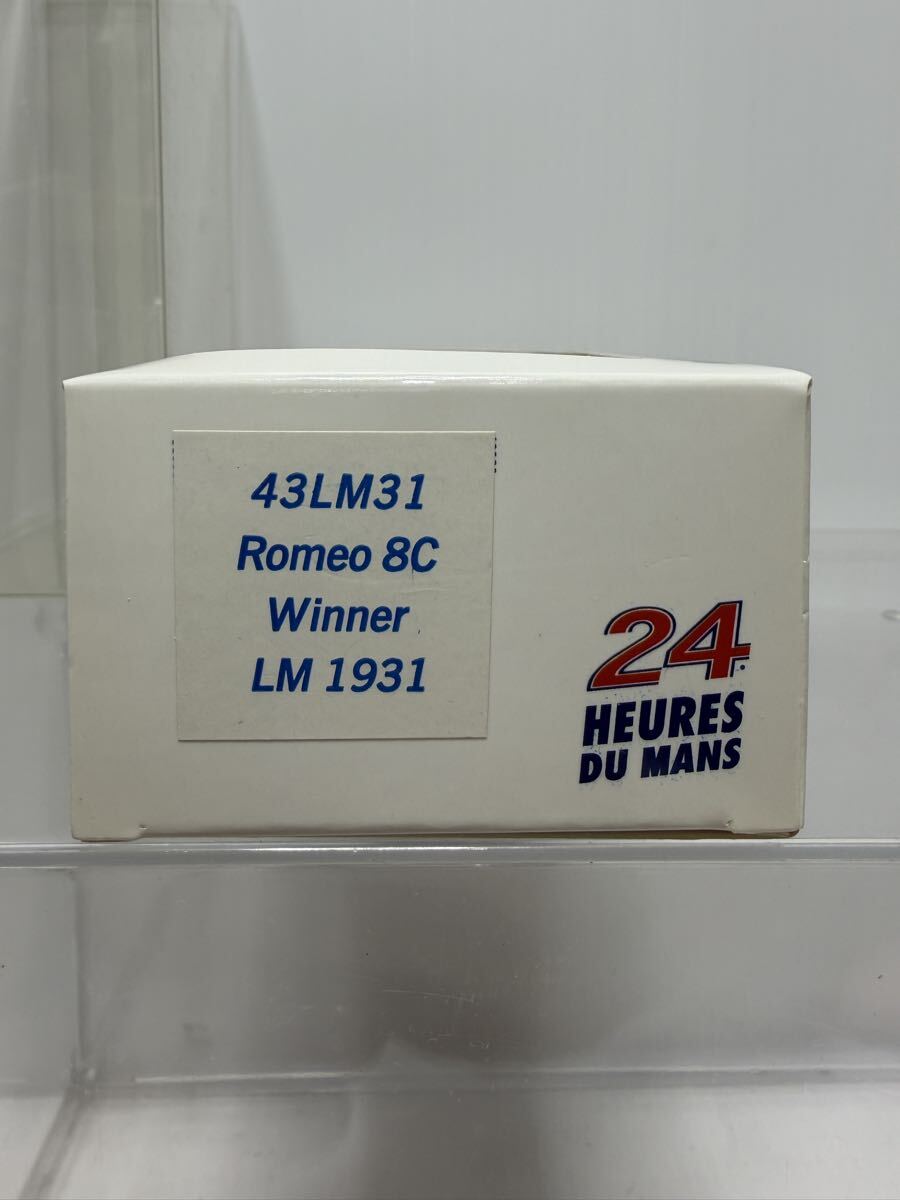 43LM31
Romeo 8C
Winner
LM 1931
24
HEURES
DU MANS